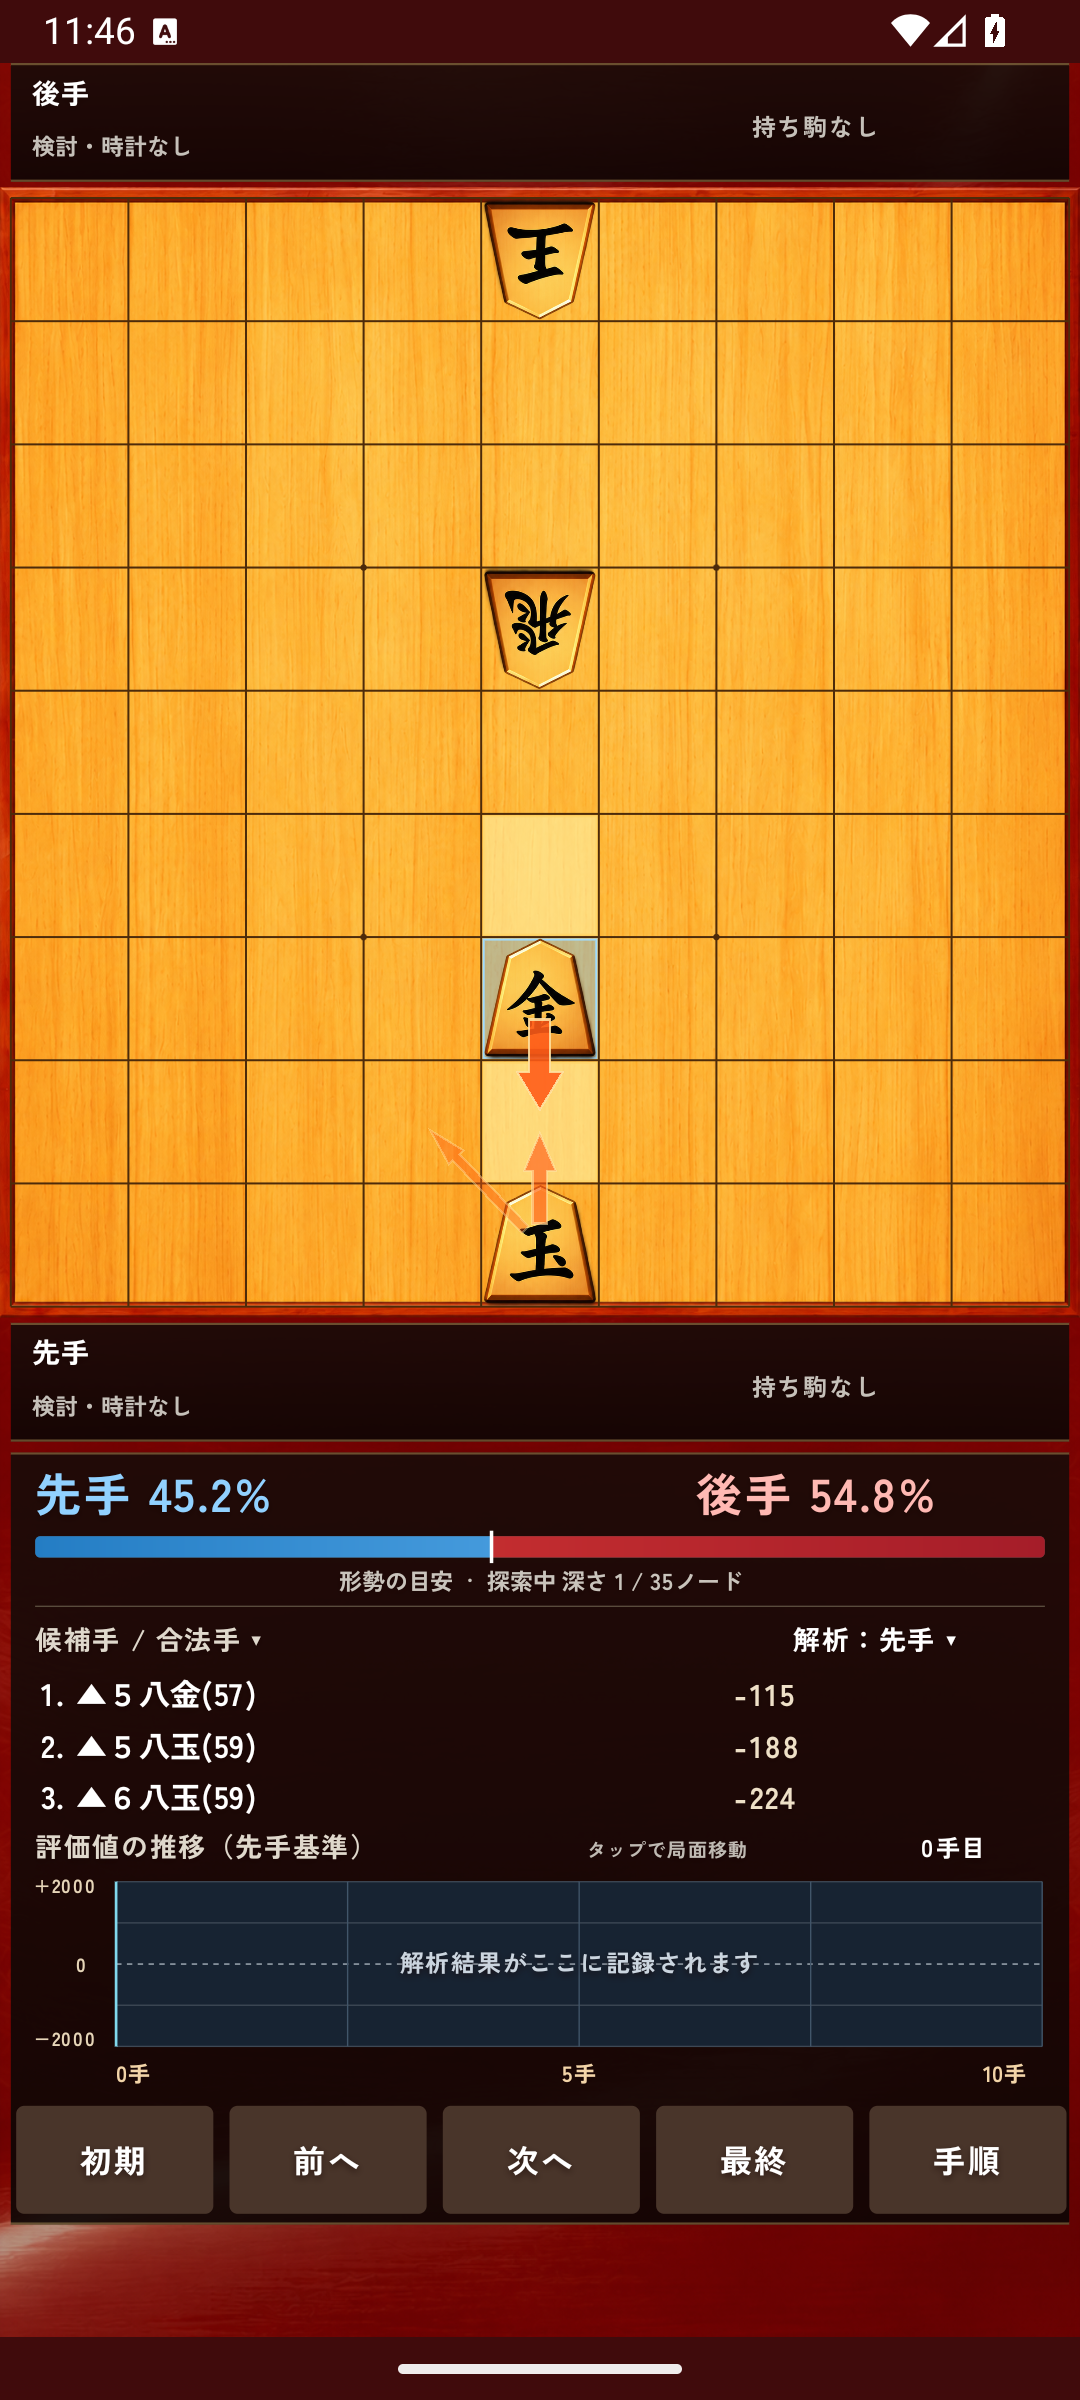 11:46 A
後手
検討・時計なし
持ち駒なし
王
飛
金
玉
先手
検討・時計なし
持ち駒なし
先手 45.2% 後手 54.8%
形勢の目安 ・ 探索中 深さ 1 / 35ノード
候補手 / 合法手 ▾ 解析：先手 ▾
1. ▲5八金(57) -115
2. ▲5八玉(59) -188
3. ▲6八玉(59) -224
評価値の推移（先手基準） タップで局面移動 0手目
+2000
0
解析結果がここに記録されます
−2000
0手 5手 10手
初期 前へ 次へ 最終 手順